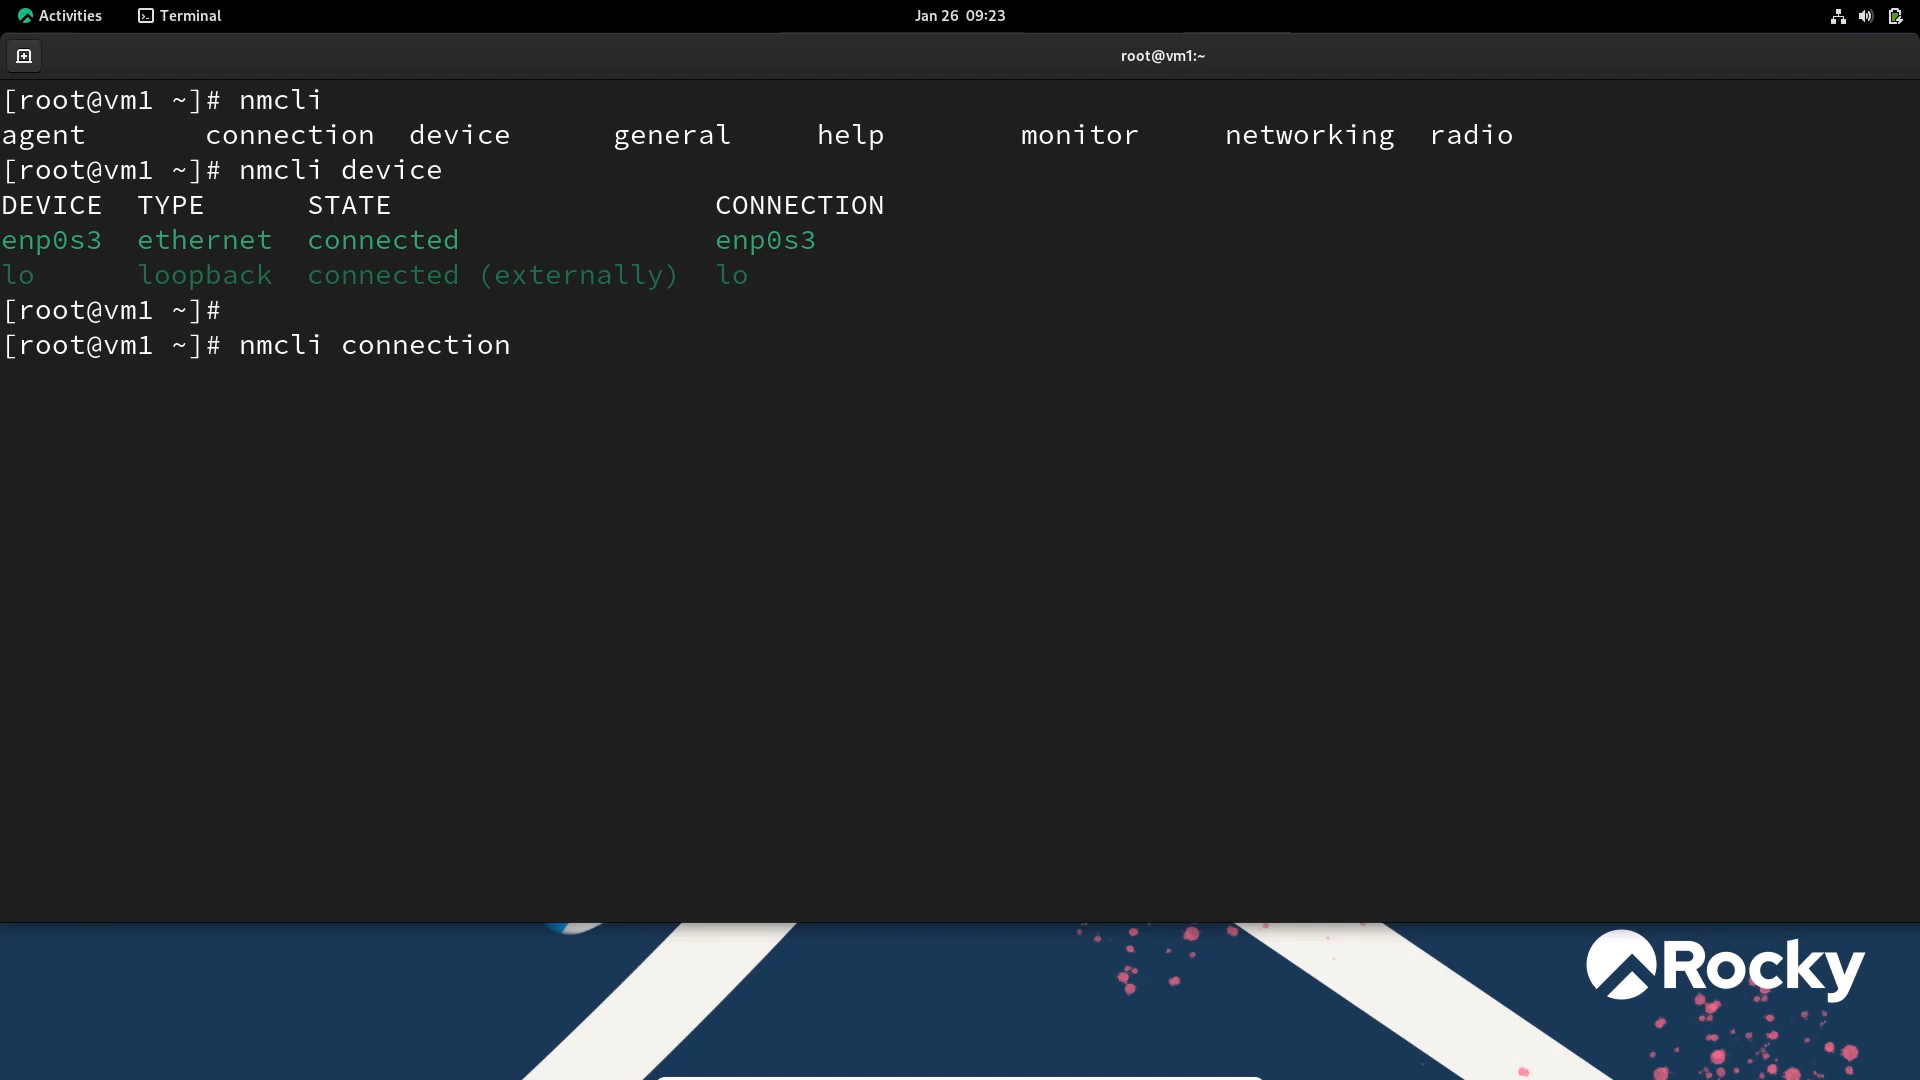 Activities Terminal Jan 26 09:23
root@vm1:~
[root@vm1 ~]# nmcli
agent connection device general help monitor networking radio
[root@vm1 ~]# nmcli device
DEVICE TYPE STATE CONNECTION
enp0s3 ethernet connected enp0s3
lo loopback connected (externally) lo
[root@vm1 ~]#
[root@vm1 ~]# nmcli connection
Rocky